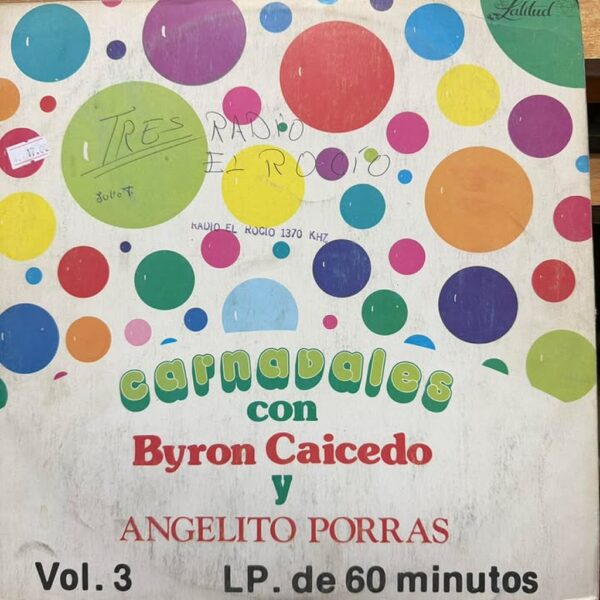 Latitud
TRES RADIO
EL ROCIO
RADIO EL ROCIO 1370 KHZ
carnavales
con
Byron Caicedo
y
ANGELITO PORRAS
Vol. 3 LP. de 60 minutos